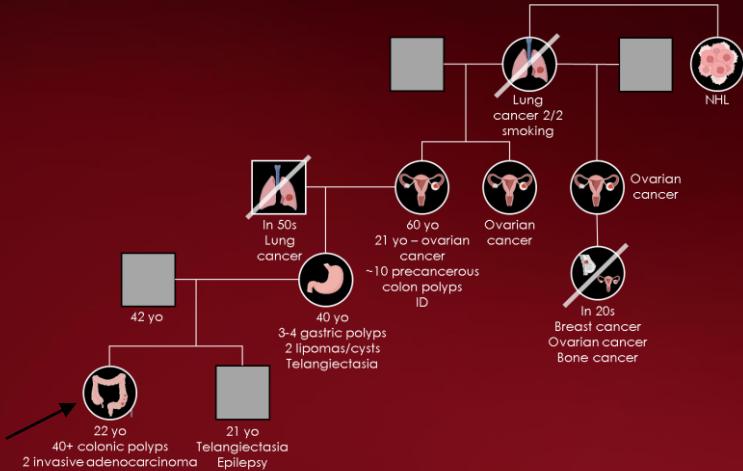 Lung
cancer 2/2
smoking
NHL
In 50s
Lung
cancer
60 yo
21 yo – ovarian
cancer
~10 precancerous
colon polyps
ID
Ovarian
cancer
Ovarian
cancer
42 yo
40 yo
3-4 gastric polyps
2 lipomas/cysts
Telangiectasia
In 20s
Breast cancer
Ovarian cancer
Bone cancer
22 yo
40+ colonic polyps
2 invasive adenocarcinoma
21 yo
Telangiectasia
Epilepsy